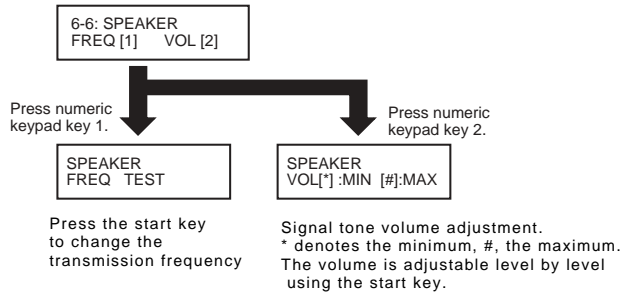 6-6: SPEAKER
FREQ [1] VOL [2]
Press numeric
keypad key 1.
Press numeric
keypad key 2.
SPEAKER
FREQ TEST
SPEAKER
VOL[*] :MIN [#]:MAX
Press the start key
to change the
transmission frequency
Signal tone volume adjustment.
* denotes the minimum, #, the maximum.
The volume is adjustable level by level
using the start key.